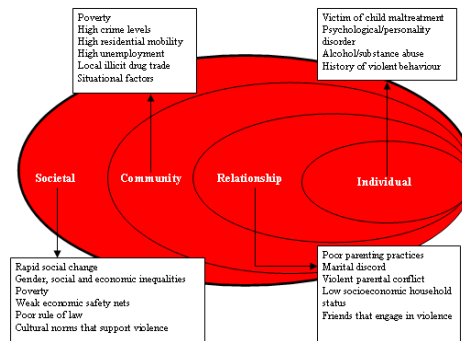 Poverty
High crime levels
High residential mobility
High unemployment
Local illicit drug trade
Situational factors
Victim of child maltreatment
Psychological/personality
disorder
Alcohol/substance abuse
History of violent behaviour
Societal
Community
Relationship
Individual
Rapid social change
Gender, social and economic inequalities
Poverty
Weak economic safety nets
Poor rule of law
Cultural norms that support violence
Poor parenting practices
Marital discord
Violent parental conflict
Low socioeconomic household
status
Friends that engage in violence